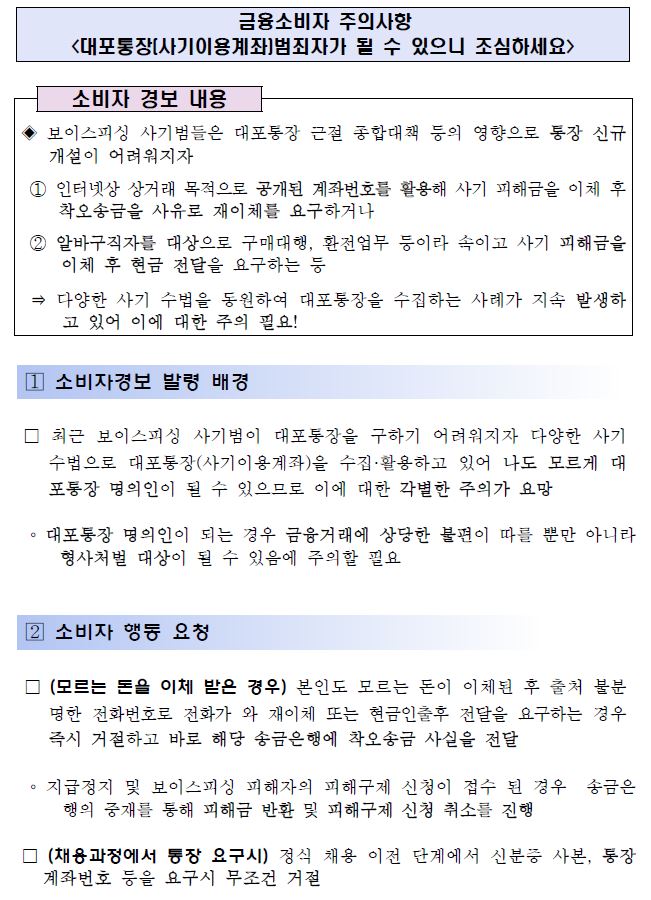 금융소비자 주의사항
<대포통장(사기이용계좌)범죄자가 될 수 있으니 조심하세요>
소비자 경보 내용
◈ 보이스피싱 사기범들은 대포통장 근절 종합대책 등의 영향으로 통장 신규
개설이 어려워지자
① 인터넷상 상거래 목적으로 공개된 계좌번호를 활용해 사기 피해금을 이체 후
착오송금을 사유로 재이체를 요구하거나
② 알바구직자를 대상으로 구매대행, 환전업무 등이라 속이고 사기 피해금을
이체 후 현금 전달을 요구하는 등
⇒ 다양한 사기 수법을 동원하여 대포통장을 수집하는 사례가 지속 발생하
고 있어 이에 대한 주의 필요!
1 소비자경보 발령 배경
□ 최근 보이스피싱 사기범이 대포통장을 구하기 어려워지자 다양한 사기
수법으로 대포통장(사기이용계좌)을 수집·활용하고 있어 나도 모르게 대
포통장 명의인이 될 수 있으므로 이에 대한 각별한 주의가 요망
◦ 대포통장 명의인이 되는 경우 금융거래에 상당한 불편이 따를 뿐만 아니라
형사처벌 대상이 될 수 있음에 주의할 필요
2 소비자 행동 요청
□ (모르는 돈을 이체 받은 경우) 본인도 모르는 돈이 이체된 후 출처 불분
명한 전화번호로 전화가 와 재이체 또는 현금인출후 전달을 요구하는 경우
즉시 거절하고 바로 해당 송금은행에 착오송금 사실을 전달
◦ 지급정지 및 보이스피싱 피해자의 피해구제 신청이 접수 된 경우 송금은
행의 중재를 통해 피해금 반환 및 피해구제 신청 취소를 진행
□ (채용과정에서 통장 요구시) 정식 채용 이전 단계에서 신분증 사본, 통장
계좌번호 등을 요구시 무조건 거절